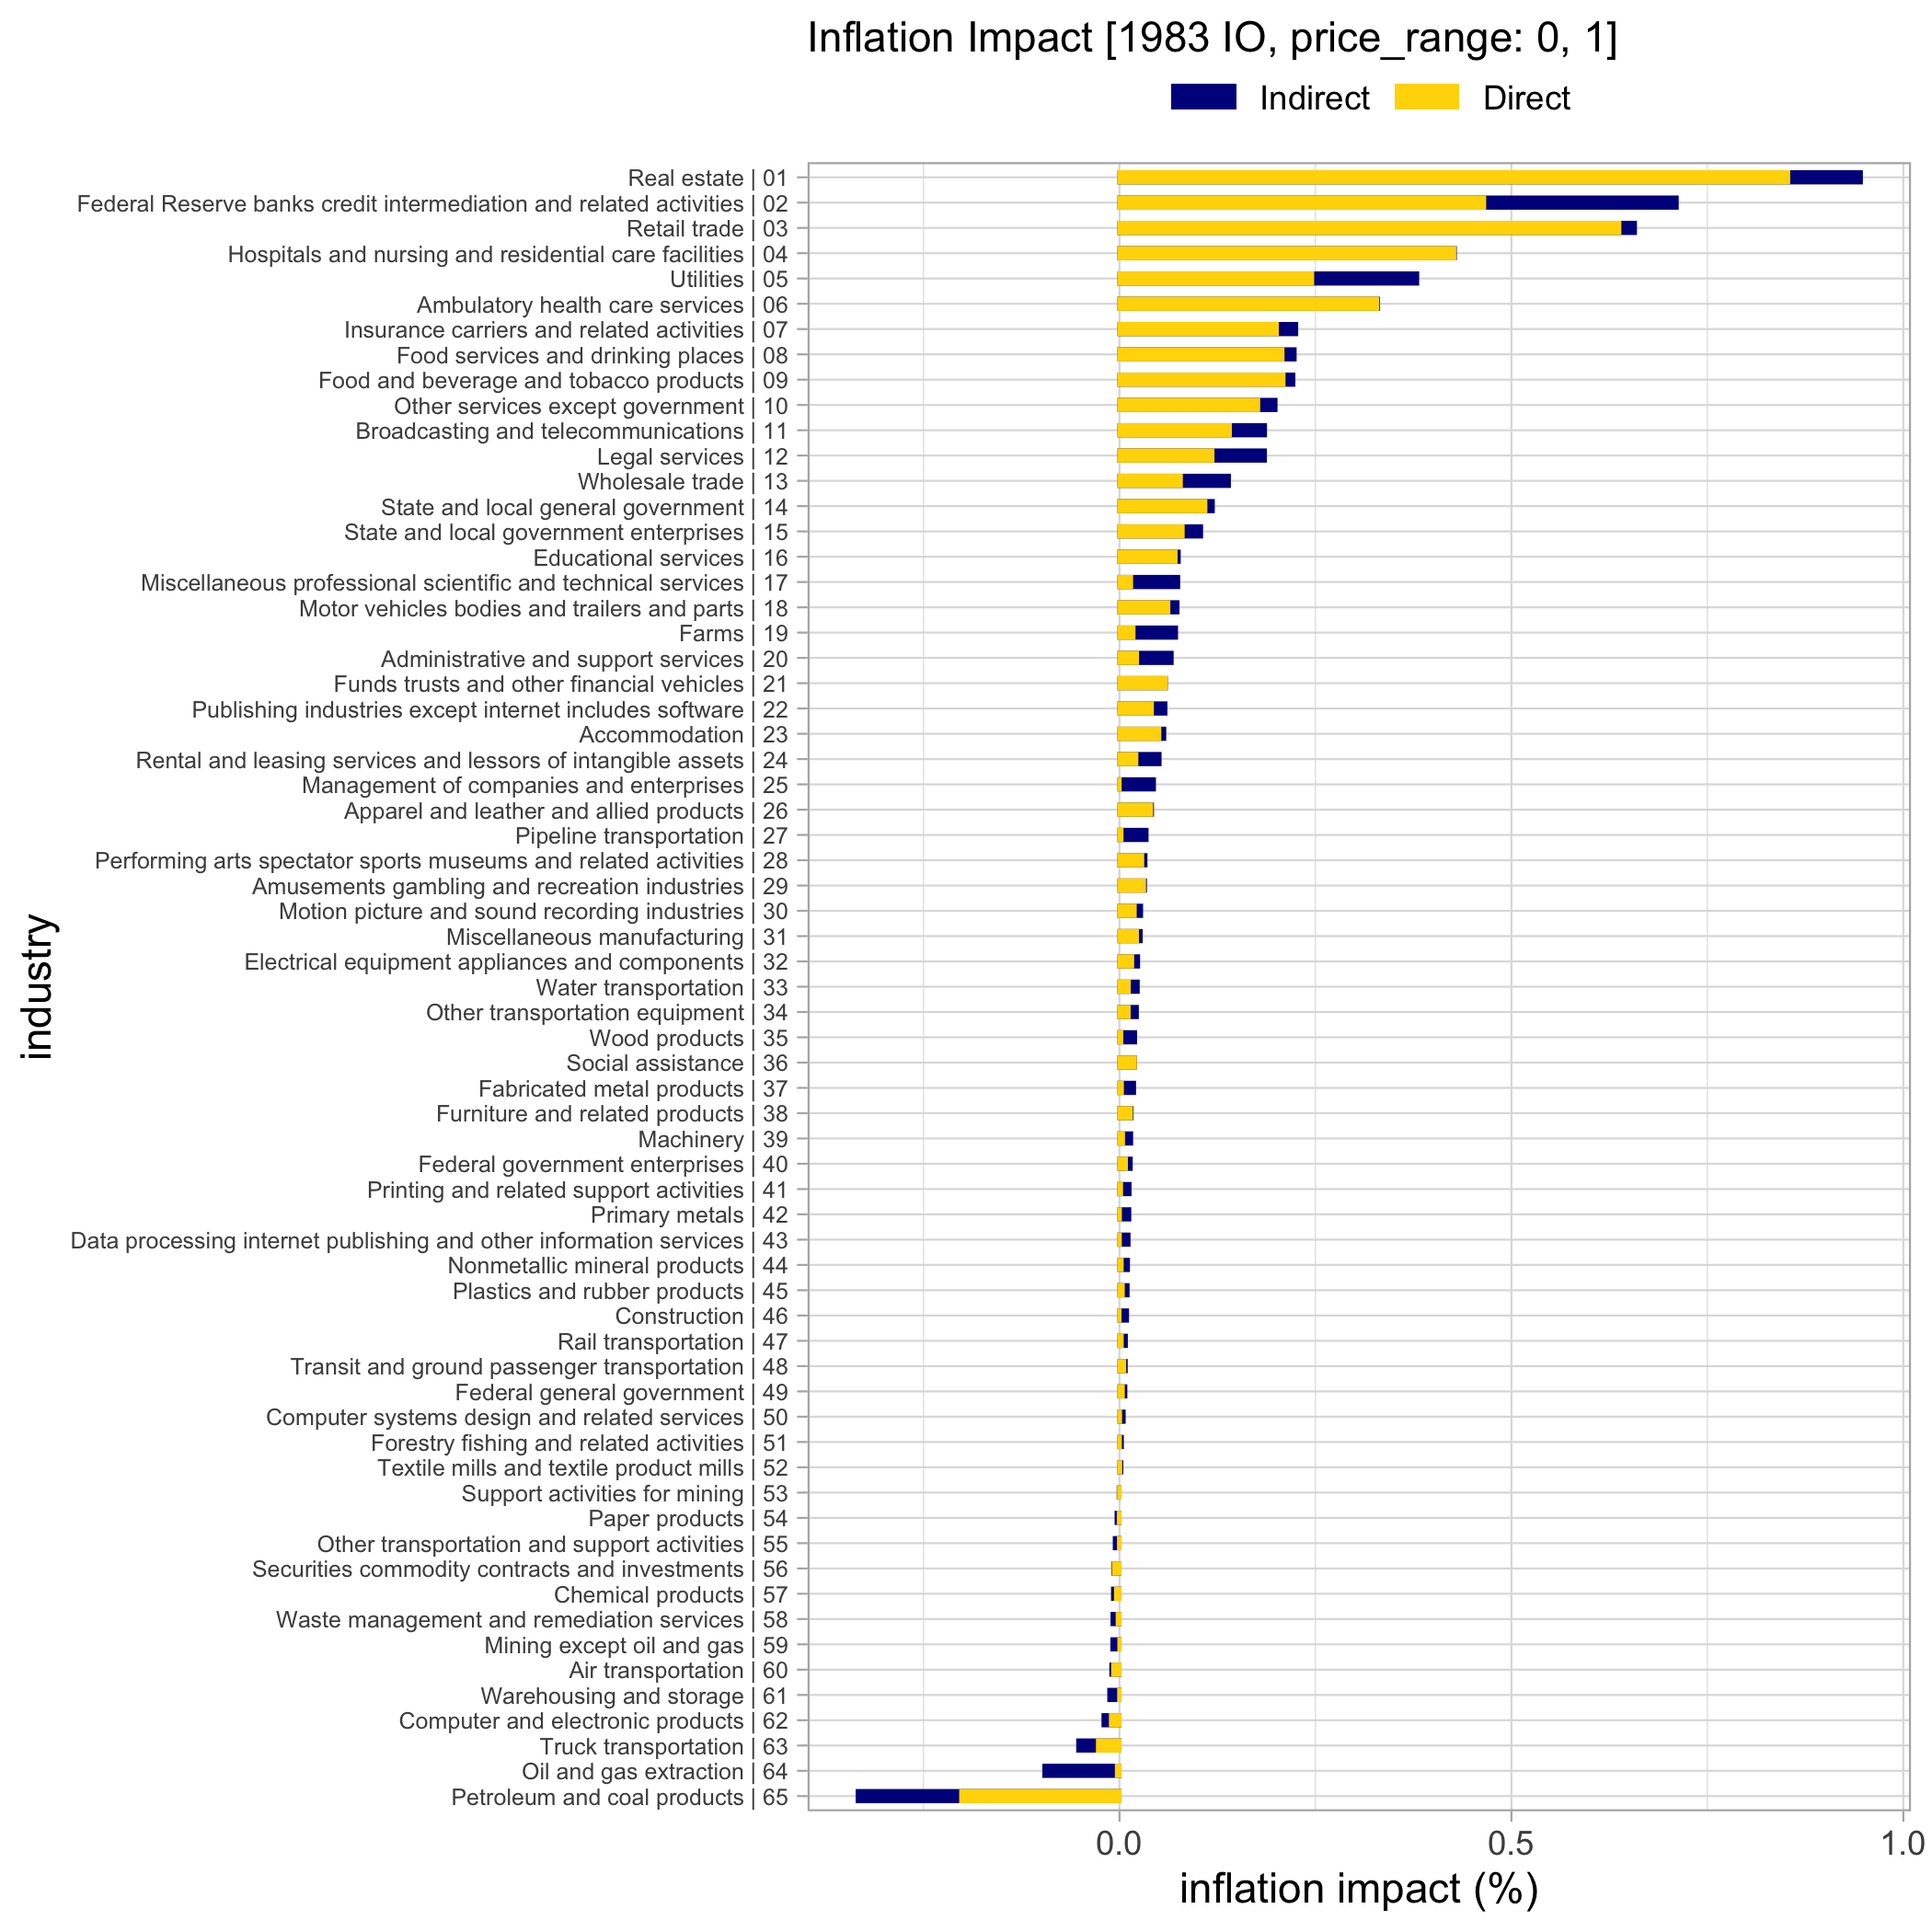 Inflation Impact [1983 IO, price_range: 0, 1]
Indirect Direct
Real estate | 01
Federal Reserve banks credit intermediation and related activities | 02
Retail trade | 03
Hospitals and nursing and residential care facilities | 04
Utilities | 05
Ambulatory health care services | 06
Insurance carriers and related activities | 07
Food services and drinking places | 08
Food and beverage and tobacco products | 09
Other services except government | 10
Broadcasting and telecommunications | 11
Legal services | 12
Wholesale trade | 13
State and local general government | 14
State and local government enterprises | 15
Educational services | 16
Miscellaneous professional scientific and technical services | 17
Motor vehicles bodies and trailers and parts | 18
Farms | 19
Administrative and support services | 20
Funds trusts and other financial vehicles | 21
Publishing industries except internet includes software | 22
Accommodation | 23
Rental and leasing services and lessors of intangible assets | 24
Management of companies and enterprises | 25
Apparel and leather and allied products | 26
Pipeline transportation | 27
Performing arts spectator sports museums and related activities | 28
Amusements gambling and recreation industries | 29
Motion picture and sound recording industries | 30
Miscellaneous manufacturing | 31
Electrical equipment appliances and components | 32
Water transportation | 33
Other transportation equipment | 34
Wood products | 35
Social assistance | 36
Fabricated metal products | 37
Furniture and related products | 38
Machinery | 39
Federal government enterprises | 40
Printing and related support activities | 41
Primary metals | 42
Data processing internet publishing and other information services | 43
Nonmetallic mineral products | 44
Plastics and rubber products | 45
Construction | 46
Rail transportation | 47
Transit and ground passenger transportation | 48
Federal general government | 49
Computer systems design and related services | 50
Forestry fishing and related activities | 51
Textile mills and textile product mills | 52
Support activities for mining | 53
Paper products | 54
Other transportation and support activities | 55
Securities commodity contracts and investments | 56
Chemical products | 57
Waste management and remediation services | 58
Mining except oil and gas | 59
Air transportation | 60
Warehousing and storage | 61
Computer and electronic products | 62
Truck transportation | 63
Oil and gas extraction | 64
Petroleum and coal products | 65
industry
0.0 0.5 1.0
inflation impact (%)